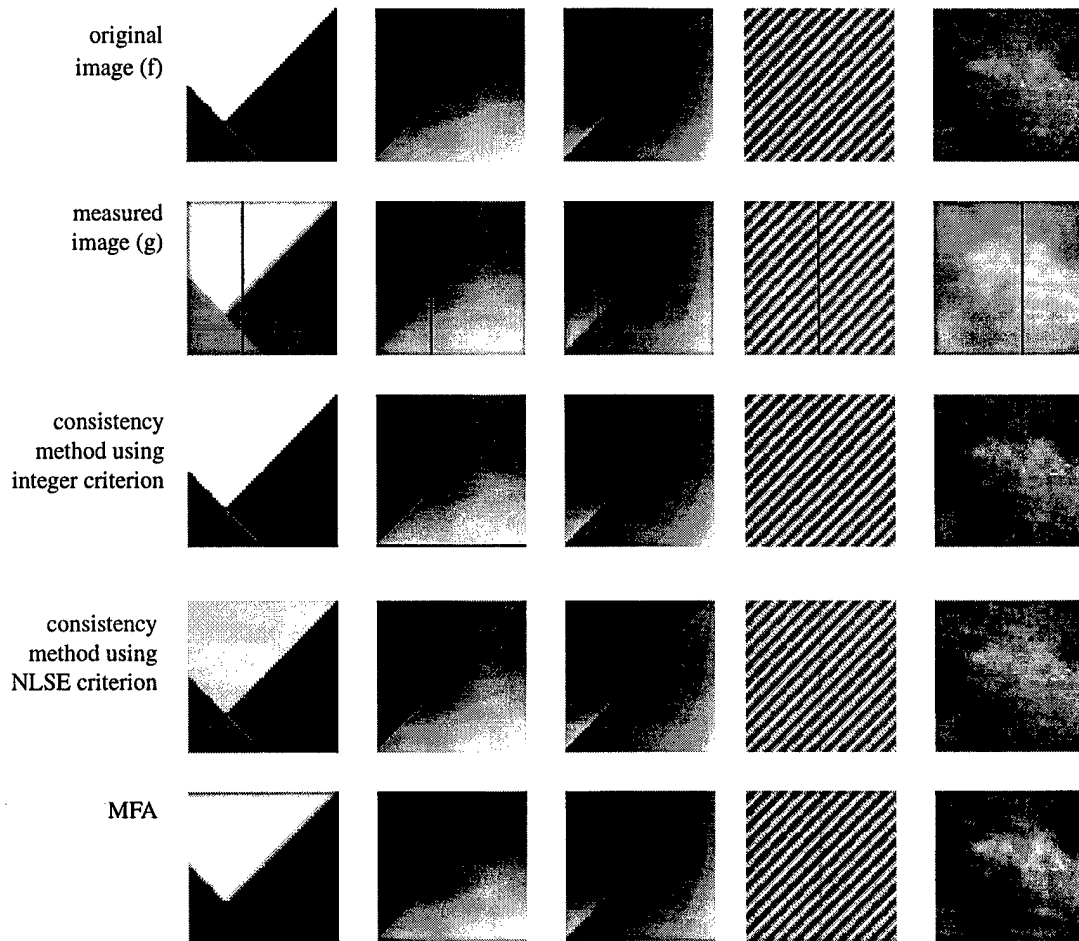 original
image (f)
measured
image (g)
consistency
method using
integer criterion
consistency
method using
NLSE criterion
MFA